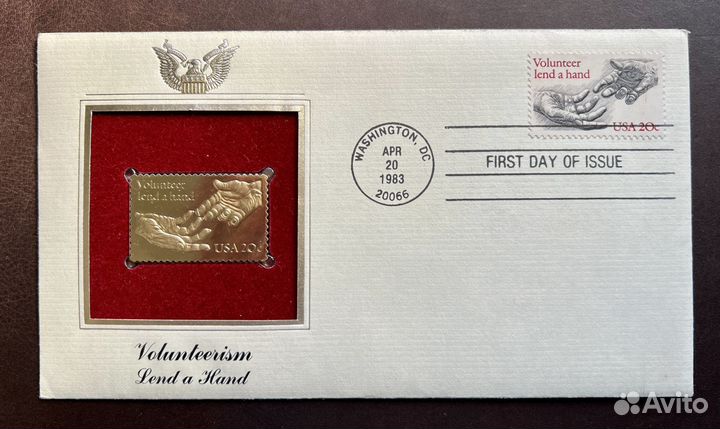 Volunteer
lend a hand
USA 20c
WASHINGTON, DC
APR
20
1983
20066
FIRST DAY OF ISSUE
Volunteer
lend a hand
USA 20c
Volunteerism
Lend a Hand
Avito